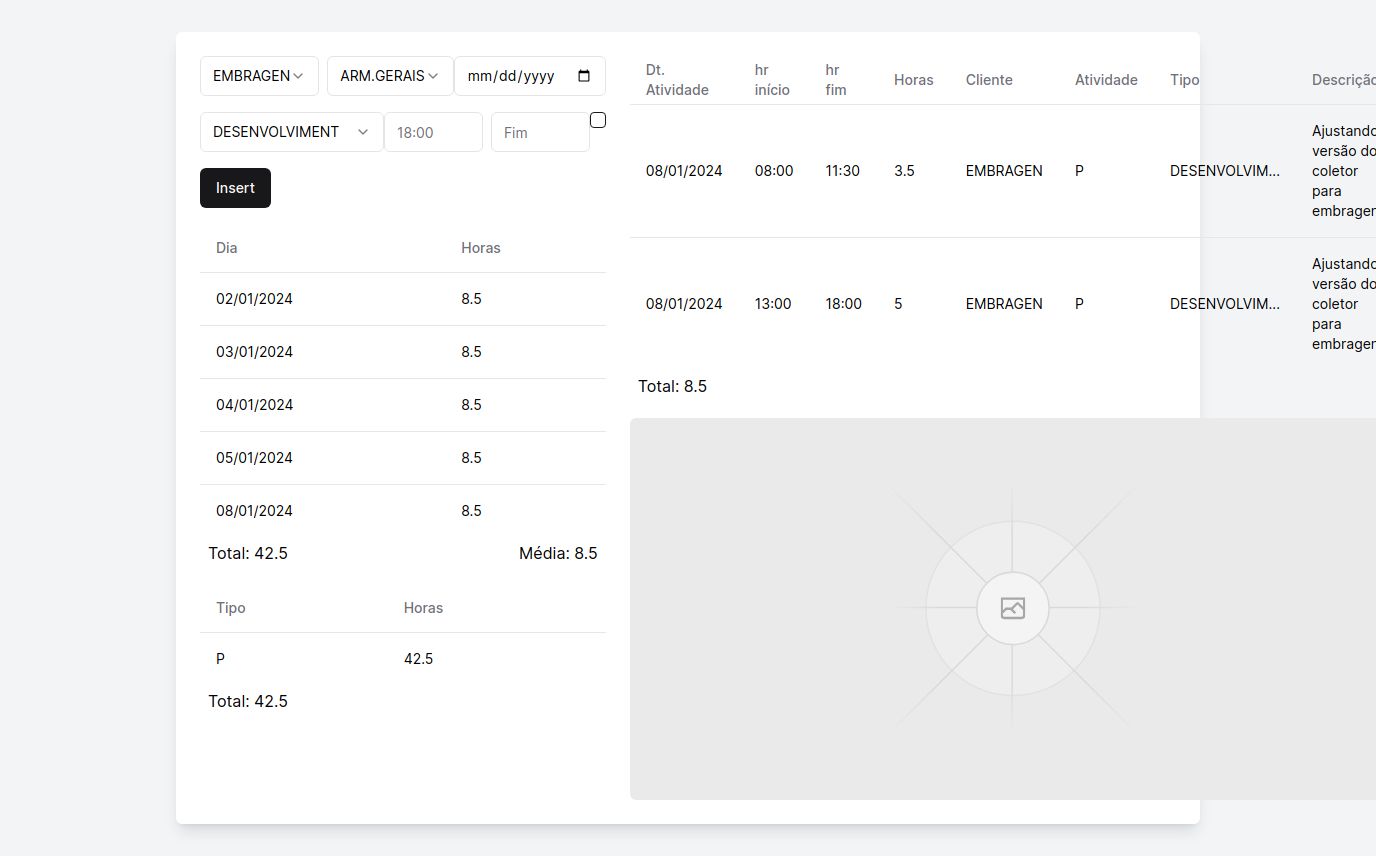 EMBRAGEN
ARM.GERAIS
mm/dd/yyyy
DESENVOLVIMENT
18:00
Fim
Insert
Dia Horas
02/01/2024 8.5
03/01/2024 8.5
04/01/2024 8.5
05/01/2024 8.5
08/01/2024 8.5
Total: 42.5 Média: 8.5
Tipo Horas
P 42.5
Total: 42.5
Dt.
Atividade
hr
início
hr
fim
Horas
Cliente
Atividade
Tipo
Descriçã
08/01/2024 08:00 11:30 3.5 EMBRAGEN P DESENVOLVIM...
Ajustando
versão do
coletor
para
embragen
08/01/2024 13:00 18:00 5 EMBRAGEN P DESENVOLVIM...
Ajustando
versão do
coletor
para
embragen
Total: 8.5